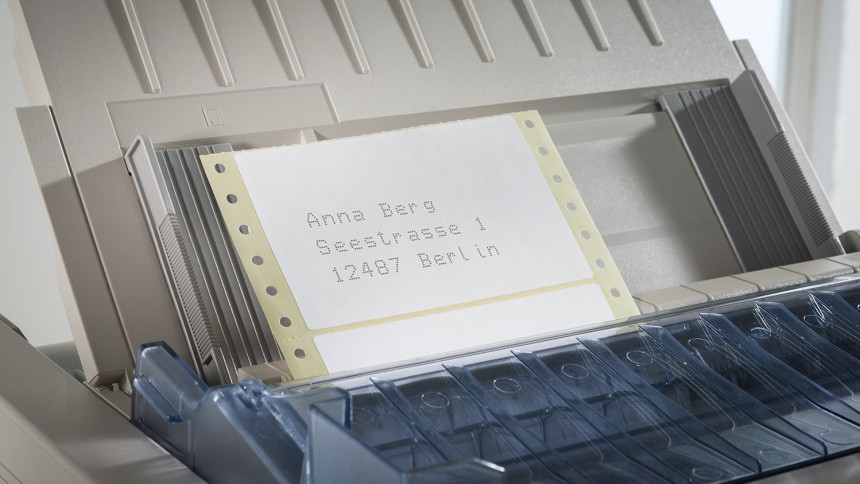 Anna Berg
Seestrasse 1
12487 Berlin